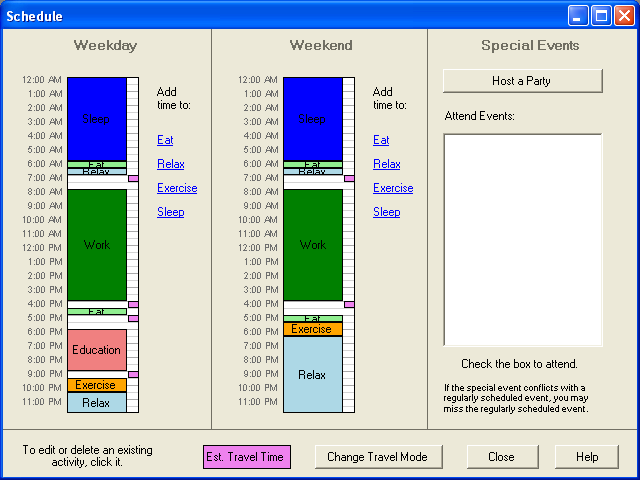 Schedule
Weekday
12:00 AM
1:00 AM
2:00 AM
3:00 AM
4:00 AM
5:00 AM
6:00 AM
7:00 AM
8:00 AM
9:00 AM
10:00 AM
11:00 AM
12:00 PM
1:00 PM
2:00 PM
3:00 PM
4:00 PM
5:00 PM
6:00 PM
7:00 PM
8:00 PM
9:00 PM
10:00 PM
11:00 PM
Sleep
Eat
Relax
Work
Eat
Education
Exercise
Relax
Add
time to:
Eat
Relax
Exercise
Sleep
Weekend
12:00 AM
1:00 AM
2:00 AM
3:00 AM
4:00 AM
5:00 AM
6:00 AM
7:00 AM
8:00 AM
9:00 AM
10:00 AM
11:00 AM
12:00 PM
1:00 PM
2:00 PM
3:00 PM
4:00 PM
5:00 PM
6:00 PM
7:00 PM
8:00 PM
9:00 PM
10:00 PM
11:00 PM
Sleep
Eat
Relax
Work
Eat
Exercise
Relax
Add
time to:
Eat
Relax
Exercise
Sleep
Special Events
Host a Party
Attend Events:
Check the box to attend.
If the special event conflicts with a
regularly scheduled event, you may
miss the regularly scheduled event.
To edit or delete an existing
activity, click it.
Est. Travel Time
Change Travel Mode
Close
Help